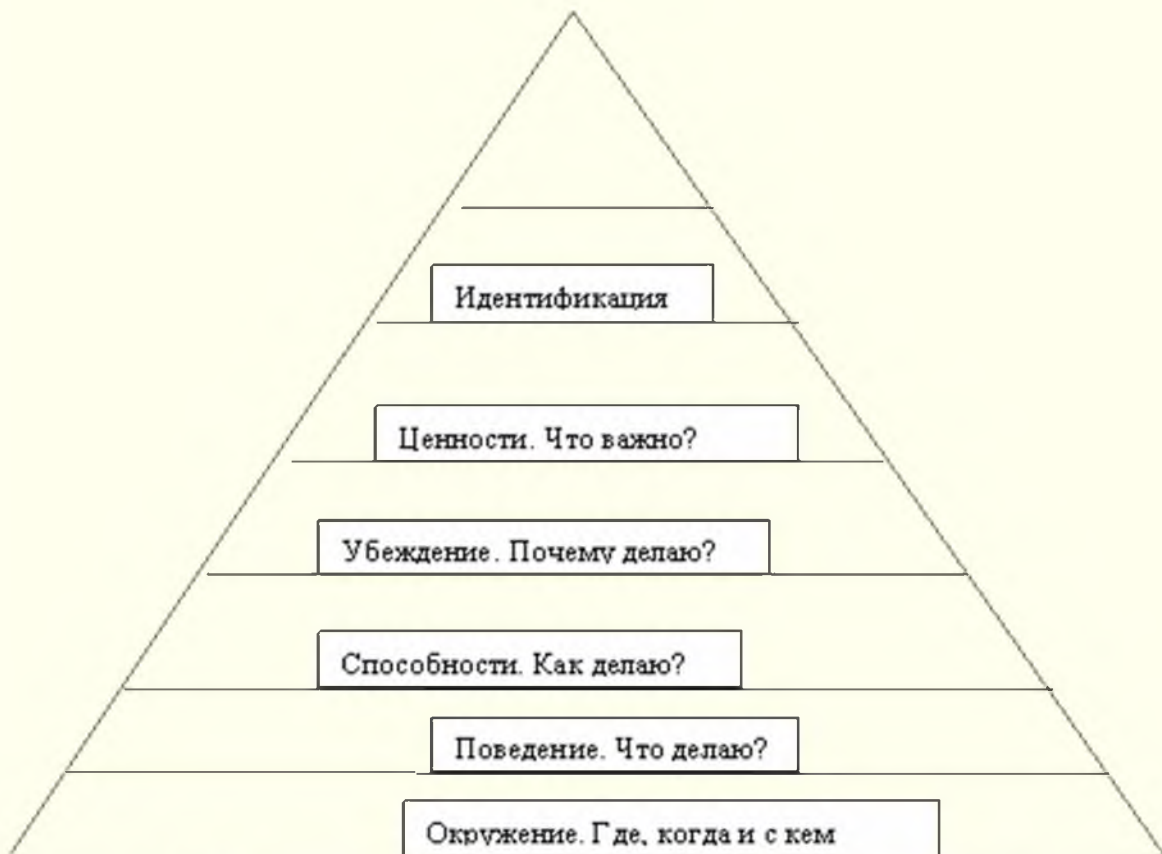 Идентификация
Ценности. Что важно?
Убеждение. Почему делаю?
Способности. Как делаю?
Поведение. Что делаю?
Окружение. Где, когда и с кем